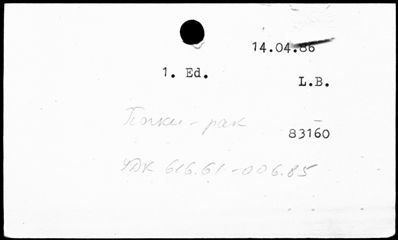 14.04.86
1. Ed.
L.B.
Почки - рак
83160
УДК 616.61-006.85